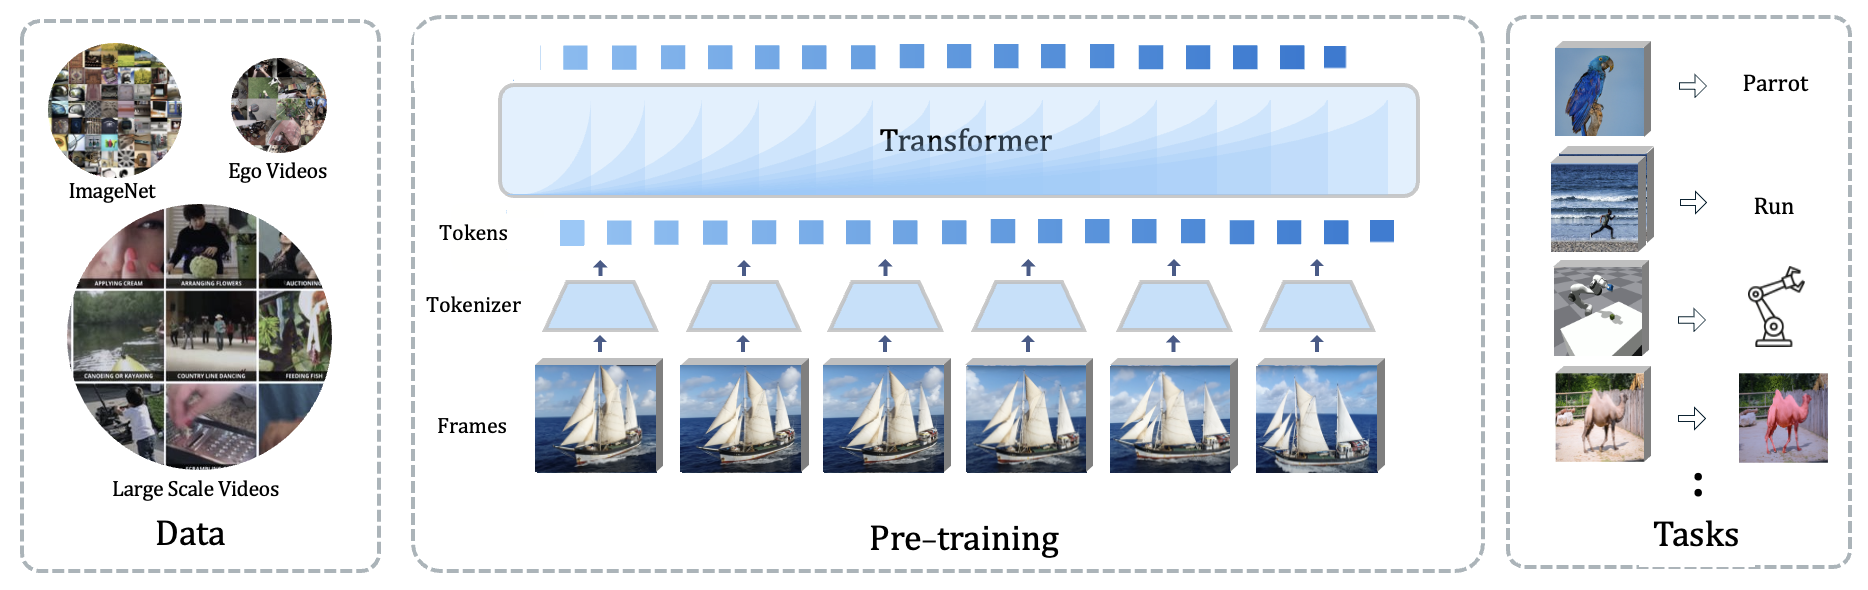 ImageNet
Ego Videos
APPLYING CREAM
ARRANGING FLOWERS
AUCTIONING
CANOEING OR KAYAKING
COUNTRY LINE DANCING
FEEDING FISH
Large Scale Videos
Data
Transformer
Tokens
Tokenizer
Frames
Pre-training
Parrot
Run
:
Tasks